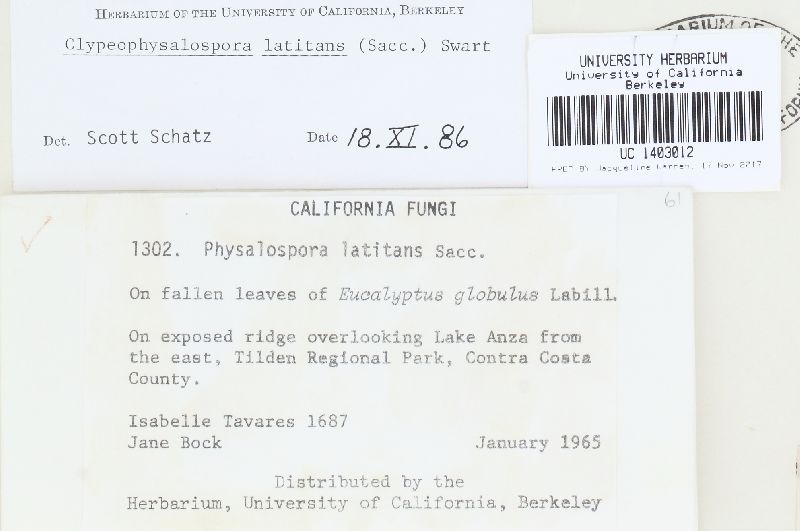 HERBARIUM OF THE UNIVERSITY OF CALIFORNIA, BERKELEY
Clypeophysalospora latitans (Sacc.) Swart
Det. Scott Schatz Date 18.XI.86
UNIVERSITY HERBARIUM
University of California
Berkeley
UC 1403012
61
CALIFORNIA FUNGI
1302. Physalospora latitans Sacc.
On fallen leaves of Eucalyptus globulus Labill.
On exposed ridge overlooking Lake Anza from
the east, Tilden Regional Park, Contra Costa
County.
Isabelle Tavares 1687
Jane Bock January 1965
Distributed by the
Herbarium, University of California, Berkeley